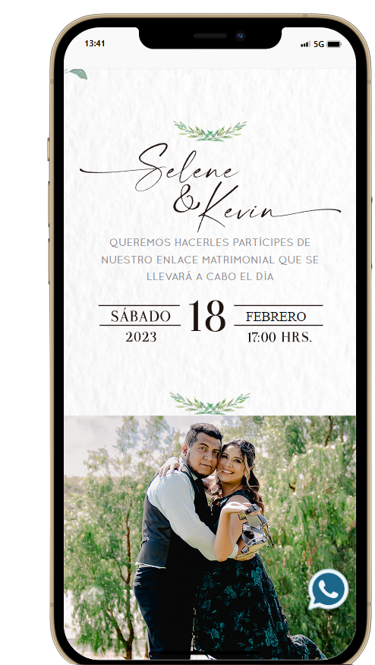 13:41
5G
Selene
&
Kevin
QUEREMOS HACERLES PARTÍCIPES DE
NUESTRO ENLACE MATRIMONIAL QUE SE
LLEVARÁ A CABO EL DÍA
SÁBADO 18 FEBRERO
2023 17:00 HRS.